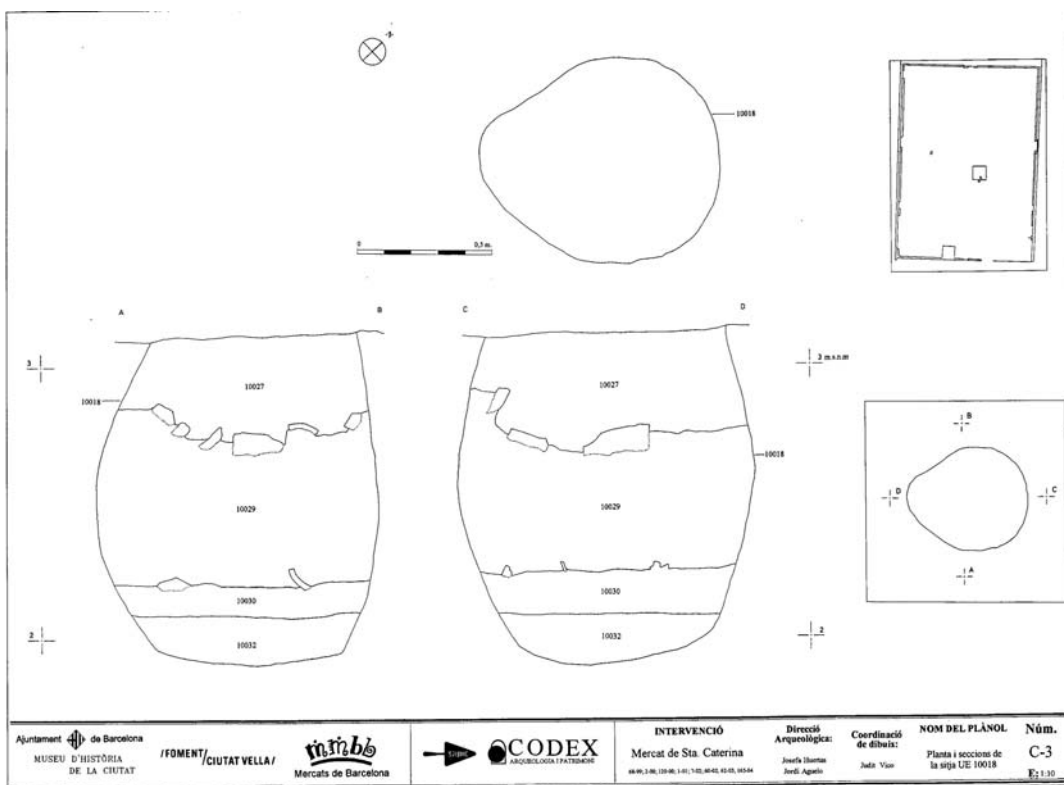 10018
0
0,5 m.
A
B
C
D
3
3 m.s.n.m
10027
10027
10018
10018
10029
10029
B
D
C
A
10030
10030
2
2
10032
10032
Ajuntament de Barcelona
MUSEU D'HISTÒRIA
DE LA CIUTAT
/FOMENT/CIUTAT VELLA/
Mercats de Barcelona
CODEX
ARQUEOLOGIA I PATRIMONI
INTERVENCIÓ
Mercat de Sta. Caterina
Direcció
Arqueològica:
Josefa Huertas
Jordi Aguelo
Coordinació
de dibuix:
Judit Vico
NOM DEL PLÀNOL
Planta i seccions de
la sitja UE 10018
Núm.
C-3
E: 1:30